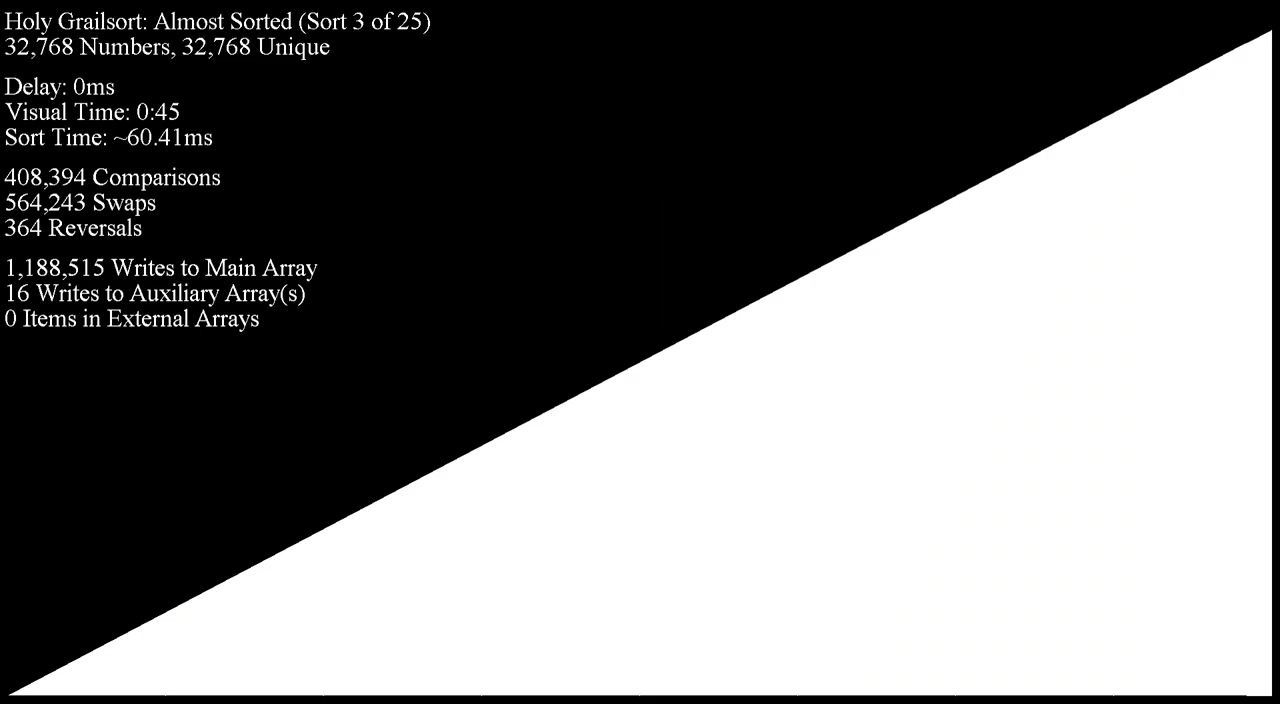 Holy Grailsort: Almost Sorted (Sort 3 of 25)
32,768 Numbers, 32,768 Unique
Delay: 0ms
Visual Time: 0:45
Sort Time: ~60.41ms
408,394 Comparisons
564,243 Swaps
364 Reversals
1,188,515 Writes to Main Array
16 Writes to Auxiliary Array(s)
0 Items in External Arrays